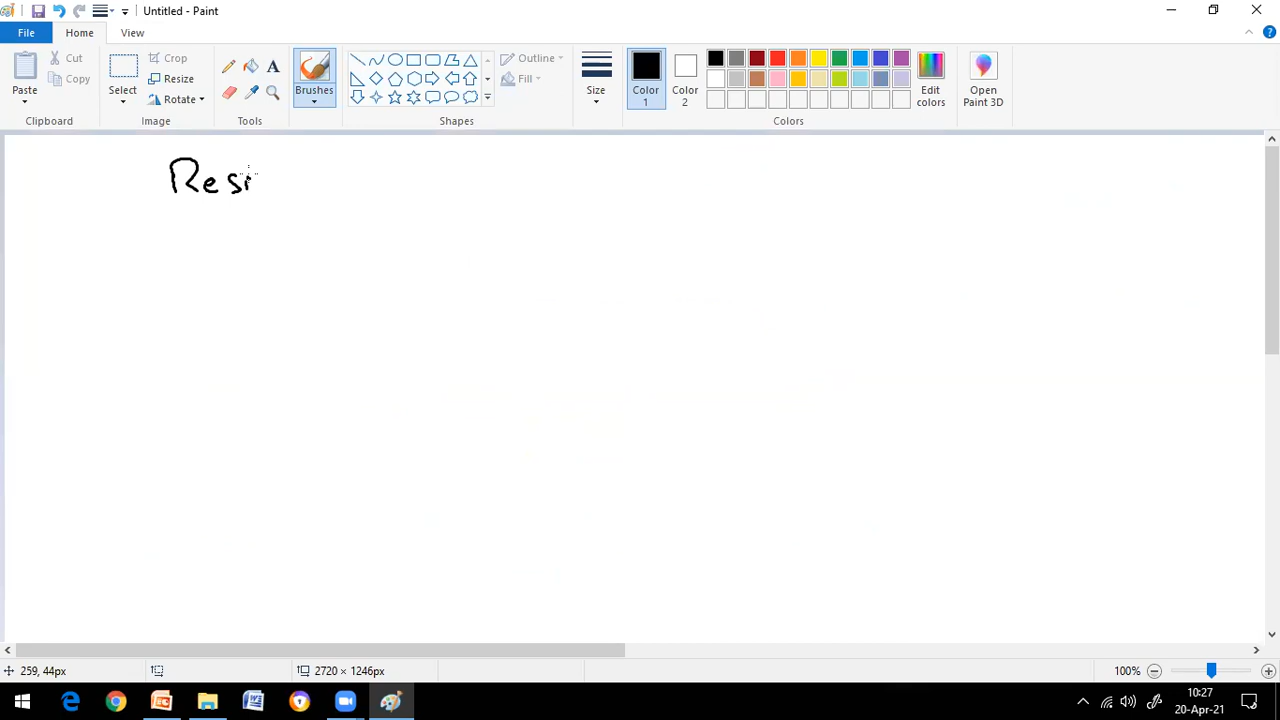 Untitled - Paint
File Home View
Paste
Cut
Copy
Clipboard
Select
Crop
Resize
Rotate
Image
Tools
Brushes
Shapes
Outline
Fill
Size
Color 1
Color 2
Edit colors
Colors
Open Paint 3D
Resi
259, 44px
2720 × 1246px
100%
10:27
20-Apr-21